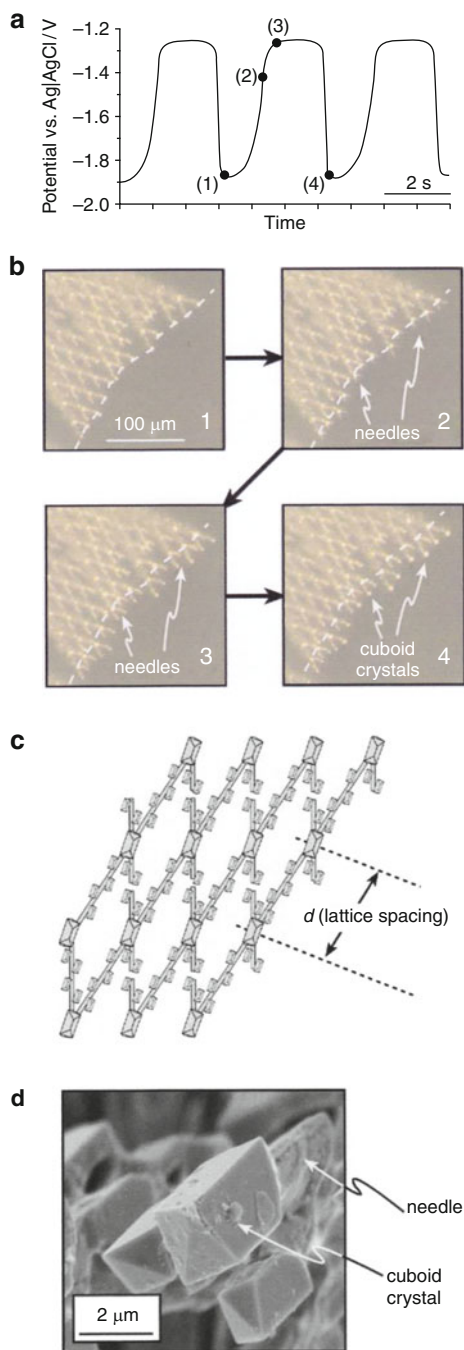 a
Potential vs. Ag|AgCl / V
−1.2
−1.4
−1.6
−1.8
−2.0
(1)
(2)
(3)
(4)
2 s
Time
b
100 μm
1
needles
2
needles
3
cuboid
crystals
4
c
d (lattice spacing)
d
needle
cuboid
crystal
2 μm